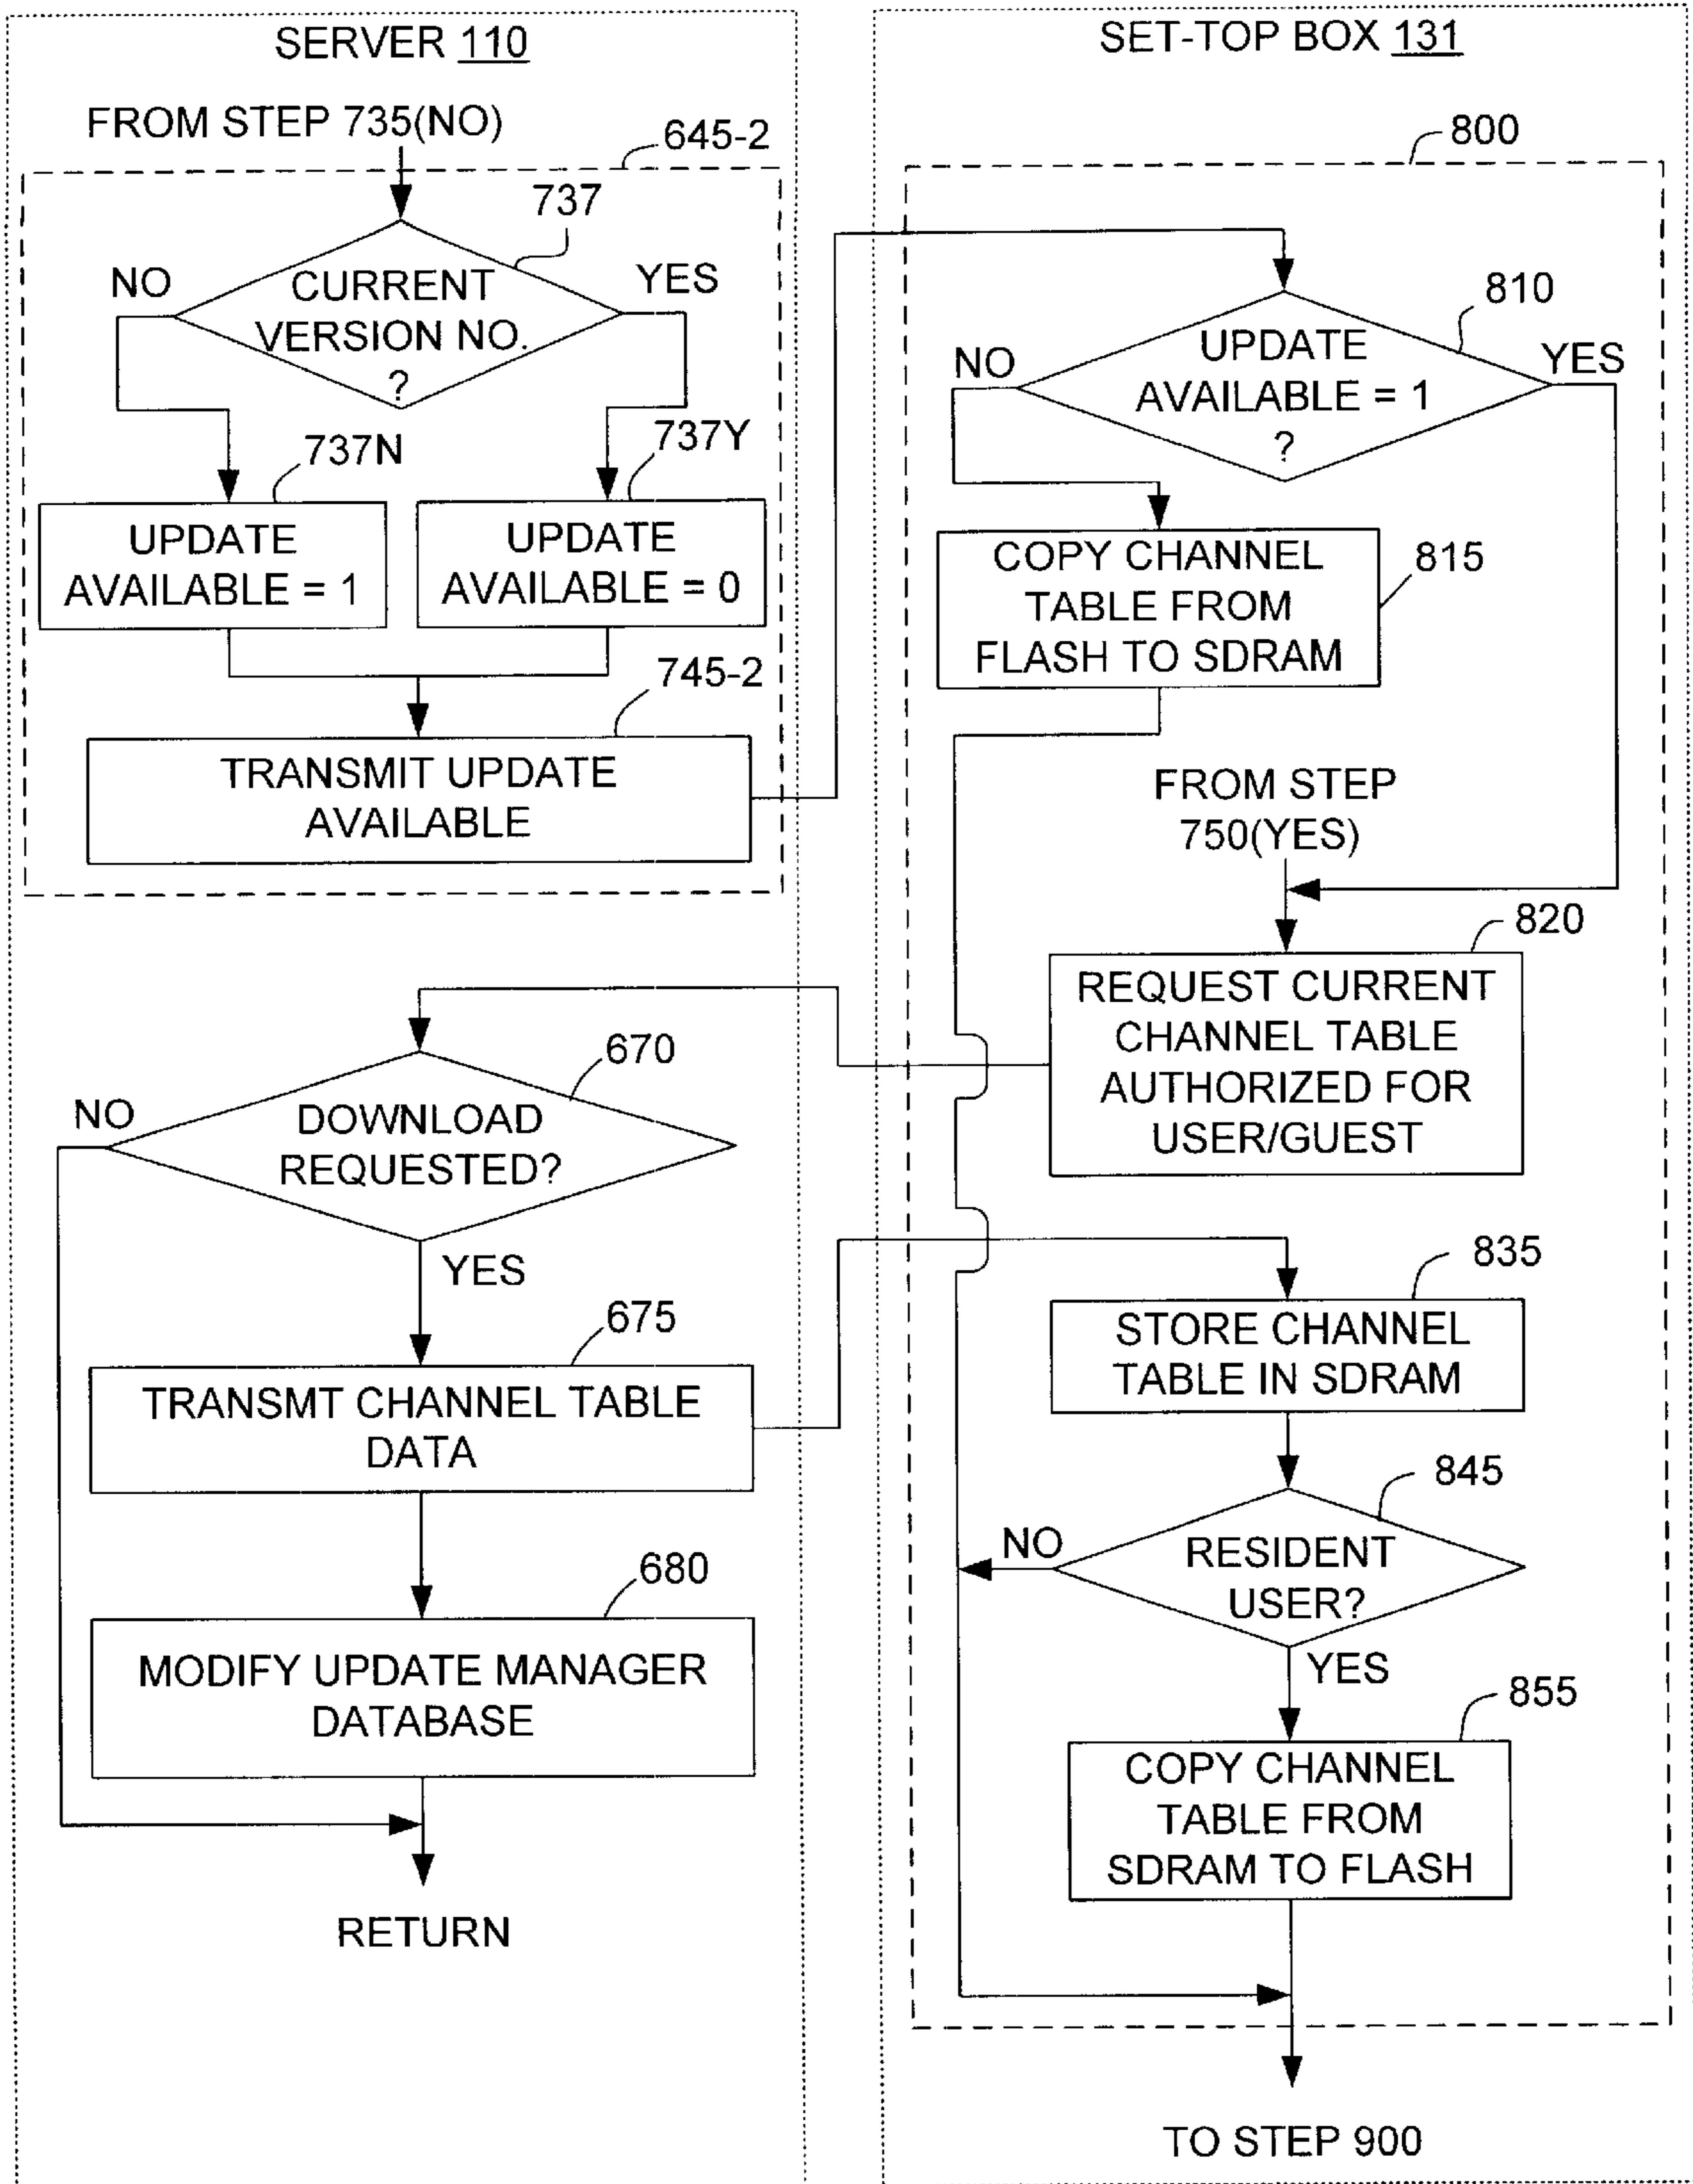 SERVER 110
FROM STEP 735(NO)
645-2
737
NO
YES
CURRENT
VERSION NO.
?
737N
737Y
UPDATE
AVAILABLE = 1
UPDATE
AVAILABLE = 0
745-2
TRANSMIT UPDATE
AVAILABLE
670
NO
DOWNLOAD
REQUESTED?
YES
675
TRANSMT CHANNEL TABLE
DATA
680
MODIFY UPDATE MANAGER
DATABASE
RETURN
SET-TOP BOX 131
800
810
NO
YES
UPDATE
AVAILABLE = 1
?
COPY CHANNEL
TABLE FROM
FLASH TO SDRAM
815
FROM STEP
750(YES)
820
REQUEST CURRENT
CHANNEL TABLE
AUTHORIZED FOR
USER/GUEST
835
STORE CHANNEL
TABLE IN SDRAM
845
NO
RESIDENT
USER?
YES
855
COPY CHANNEL
TABLE FROM
SDRAM TO FLASH
TO STEP 900